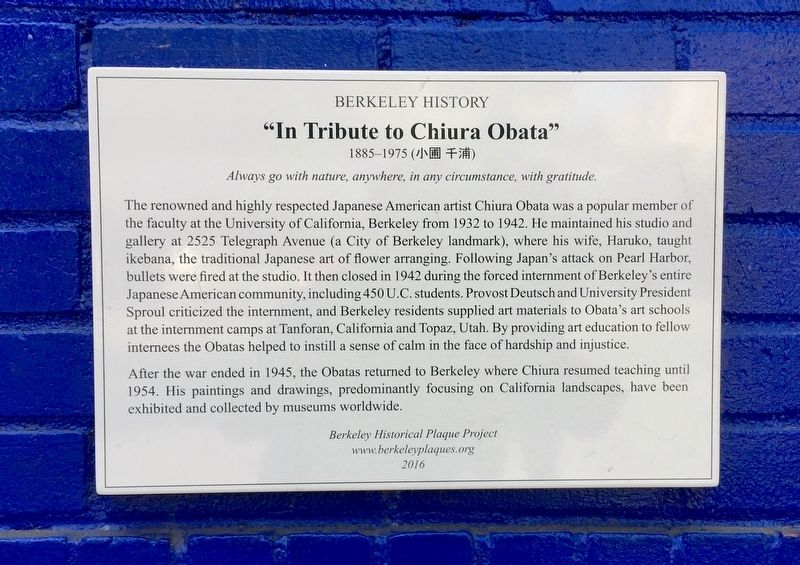 BERKELEY HISTORY
“In Tribute to Chiura Obata”
1885–1975 (小圃 千浦)
Always go with nature, anywhere, in any circumstance, with gratitude.
The renowned and highly respected Japanese American artist Chiura Obata was a popular member of
the faculty at the University of California, Berkeley from 1932 to 1942. He maintained his studio and
gallery at 2525 Telegraph Avenue (a City of Berkeley landmark), where his wife, Haruko, taught
ikebana, the traditional Japanese art of flower arranging. Following Japan’s attack on Pearl Harbor,
bullets were fired at the studio. It then closed in 1942 during the forced internment of Berkeley’s entire
Japanese American community, including 450 U.C. students. Provost Deutsch and University President
Sproul criticized the internment, and Berkeley residents supplied art materials to Obata’s art schools
at the internment camps at Tanforan, California and Topaz, Utah. By providing art education to fellow
internees the Obatas helped to instill a sense of calm in the face of hardship and injustice.
After the war ended in 1945, the Obatas returned to Berkeley where Chiura resumed teaching until
1954. His paintings and drawings, predominantly focusing on California landscapes, have been
exhibited and collected by museums worldwide.
Berkeley Historical Plaque Project
www.berkeleyplaques.org
2016